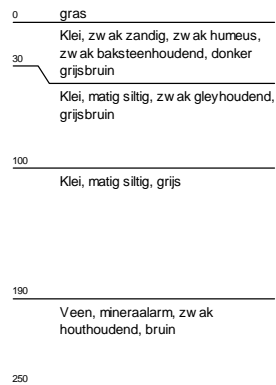 0 gras
Klei, zwak zandig, zwak humeus,
zwak baksteenhoudend, donker
grijsbruin
30
Klei, matig siltig, zwak gleyhoudend,
grijsbruin
100
Klei, matig siltig, grijs
190
Veen, mineraalarm, zwak
houthoudend, bruin
250